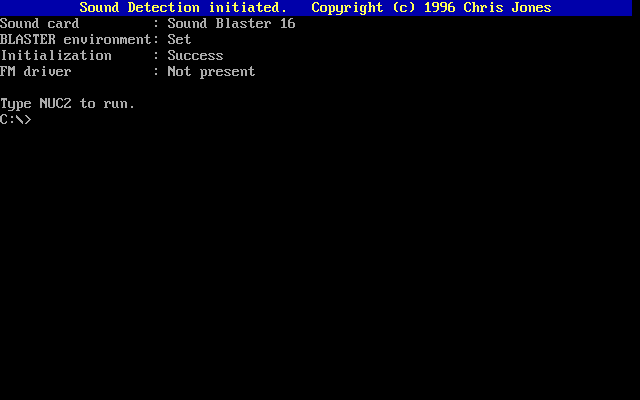 Sound Detection initiated.   Copyright (c) 1996 Chris Jones
Sound card         : Sound Blaster 16
BLASTER environment: Set
Initialization     : Success
FM driver          : Not present
Type NUC2 to run.
C:\>